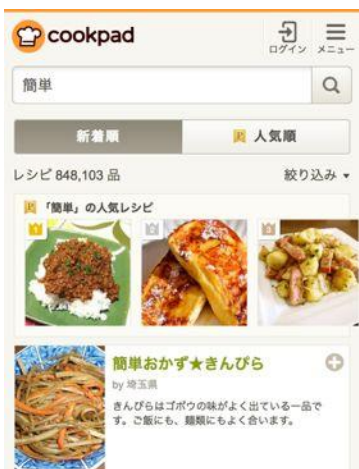 cookpad
ログイン
メニュー
簡単
新着順
人気順
レシピ 848,103 品
絞り込み
「簡単」の人気レシピ
1
2
3
簡単おかず★きんぴら
by 埼玉県
きんぴらはゴボウの味がよく出ている一品で
す。ご飯にも、麺類にもよく合います。